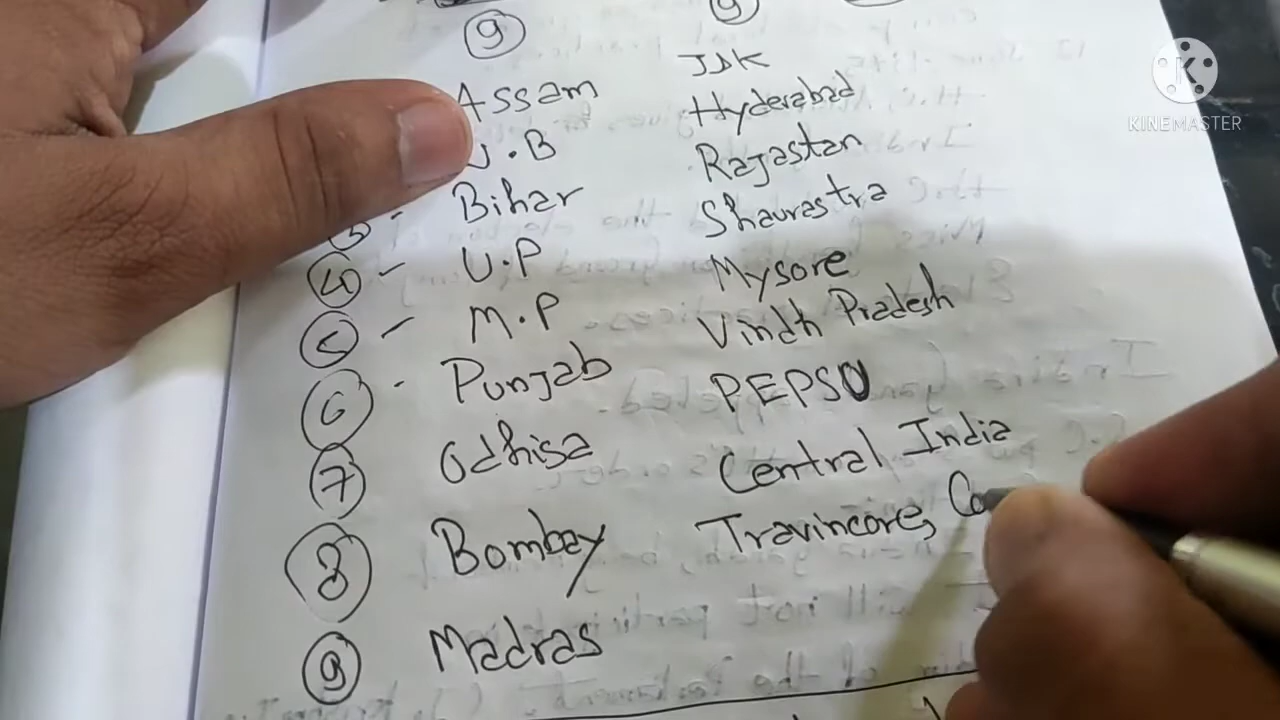 9 9
Assam J&K
.B Hyderabad
Bihar Rajastan
4 - U.P Shaurastra
5 - M.P Mysore
6 - Punjab Vindh Pradesh
7 Odhisa PEPSU
8 Bombay Central India
9 Madras Travincore, Co
KINEMASTER